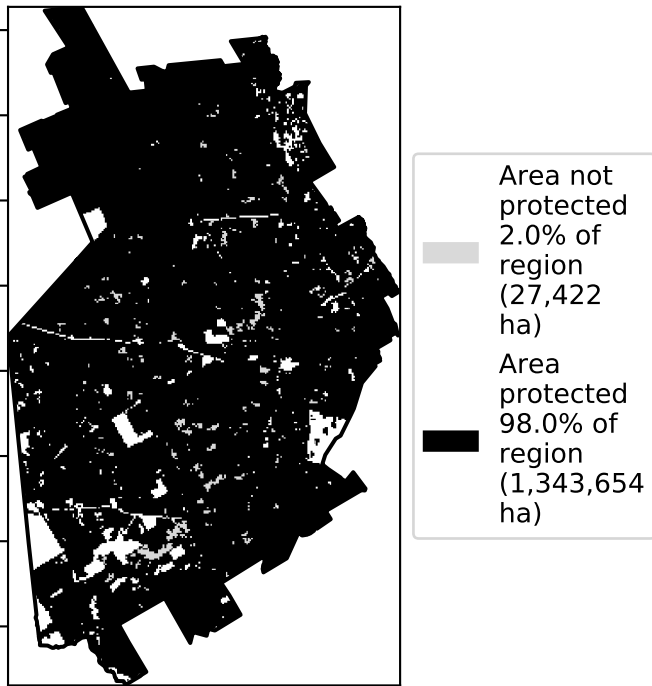 Area not
protected
2.0% of
region
(27,422
ha)
Area
protected
98.0% of
region
(1,343,654
ha)